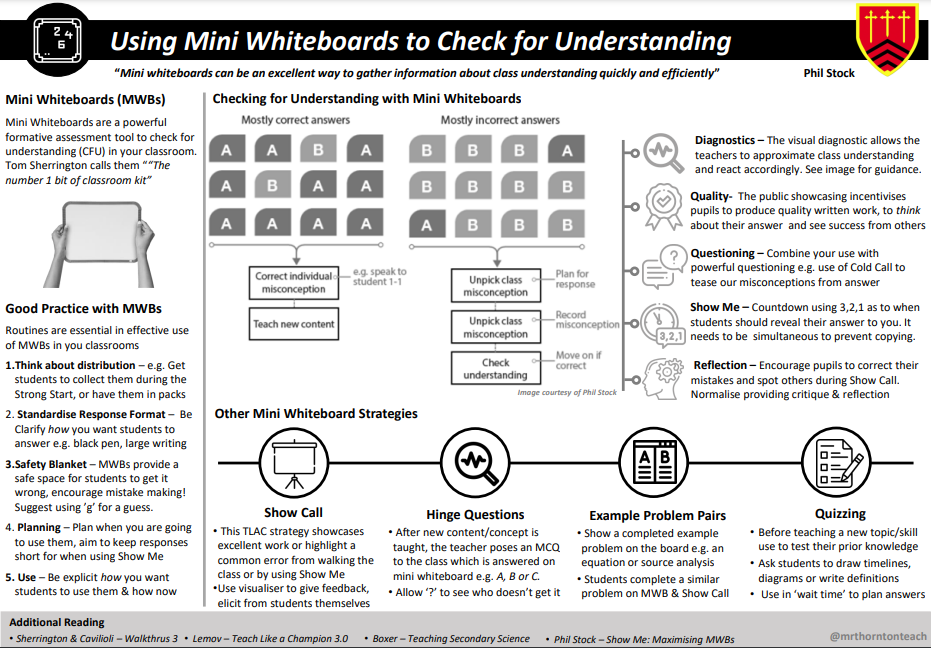 2 4
6
Using Mini Whiteboards to Check for Understanding
“Mini whiteboards can be an excellent way to gather information about class understanding quickly and efficiently”
Phil Stock
Mini Whiteboards (MWBs)
Mini Whiteboards are a powerful
formative assessment tool to check for
understanding (CFU) in your classroom.
Tom Sherrington calls them ““The
number 1 bit of classroom kit”
Good Practice with MWBs
Routines are essential in effective use
of MWBs in you classrooms
1.Think about distribution – e.g. Get
students to collect them during the
Strong Start, or have them in packs
2. Standardise Response Format – Be
Clarify how you want students to
answer e.g. black pen, large writing
3.Safety Blanket – MWBs provide a
safe space for students to get it
wrong, encourage mistake making!
Suggest using ‘g’ for a guess.
4. Planning – Plan when you are going
to use them, aim to keep responses
short for when using Show Me
5. Use – Be explicit how you want
students to use them & how now
Checking for Understanding with Mini Whiteboards
Mostly correct answers
A A B A
A B A A
A A A A
Correct individual
misconception
e.g. speak to
student 1-1
Teach new content
Mostly incorrect answers
B B B A
B B B B
A B B B
Unpick class
misconception
Plan for
response
Unpick class
misconception
Record
misconception
Check
understanding
Move on if
correct
Image courtesy of Phil Stock
Diagnostics – The visual diagnostic allows the
teachers to approximate class understanding
and react accordingly. See image for guidance.
Quality- The public showcasing incentivises
pupils to produce quality written work, to think
about their answer and see success from others
?
Questioning – Combine your use with
powerful questioning e.g. use of Cold Call to
tease our misconceptions from answer
3,2,1
Show Me – Countdown using 3,2,1 as to when
students should reveal their answer to you. It
needs to be simultaneous to prevent copying.
Reflection – Encourage pupils to correct their
mistakes and spot others during Show Call.
Normalise providing critique & reflection
Other Mini Whiteboard Strategies
Show Call
• This TLAC strategy showcases
excellent work or highlight a
common error from walking the
class or by using Show Me
•Use visualiser to give feedback,
elicit from students themselves
Hinge Questions
• After new content/concept is
taught, the teacher poses an MCQ
to the class which is answered on
mini whiteboard e.g. A, B or C.
• Allow ‘?’ to see who doesn’t get it
A B
Example Problem Pairs
• Show a completed example
problem on the board e.g. an
equation or source analysis
• Students complete a similar
problem on MWB & Show Call
Quizzing
• Before teaching a new topic/skill
use to test their prior knowledge
• Ask students to draw timelines,
diagrams or write definitions
• Use in ‘wait time’ to plan answers
Additional Reading
• Sherrington & Cavilioli – Walkthrus 3 • Lemov – Teach Like a Champion 3.0 • Boxer – Teaching Secondary Science • Phil Stock – Show Me: Maximising MWBs
@mrthorntonteach